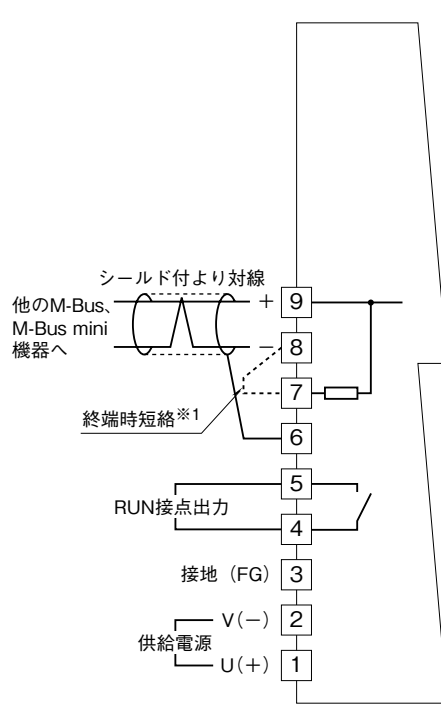 シールド付より対線
他のM-Bus、
M-Bus mini
機器へ
+ 9
− 8
7
終端時短絡※1
6
5
RUN接点出力
4
接地（FG） 3
V(−) 2
供給電源
U(+) 1